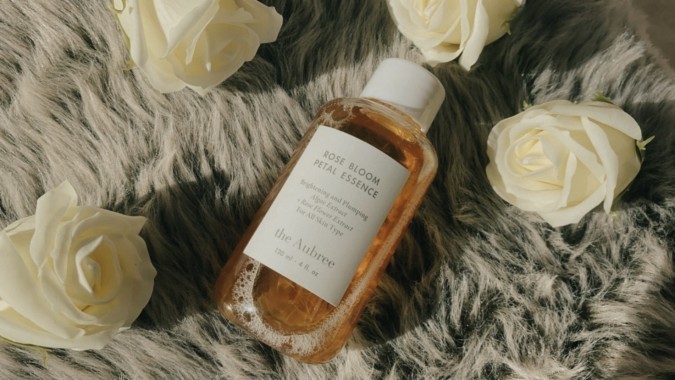 ROSE BLOOM
PETAL ESSENCE
Brightening and Plumping
Algae Extract
+ Rose Flower Extract
For All Skin Type
the Aubree
120 ml - 4 fl. oz